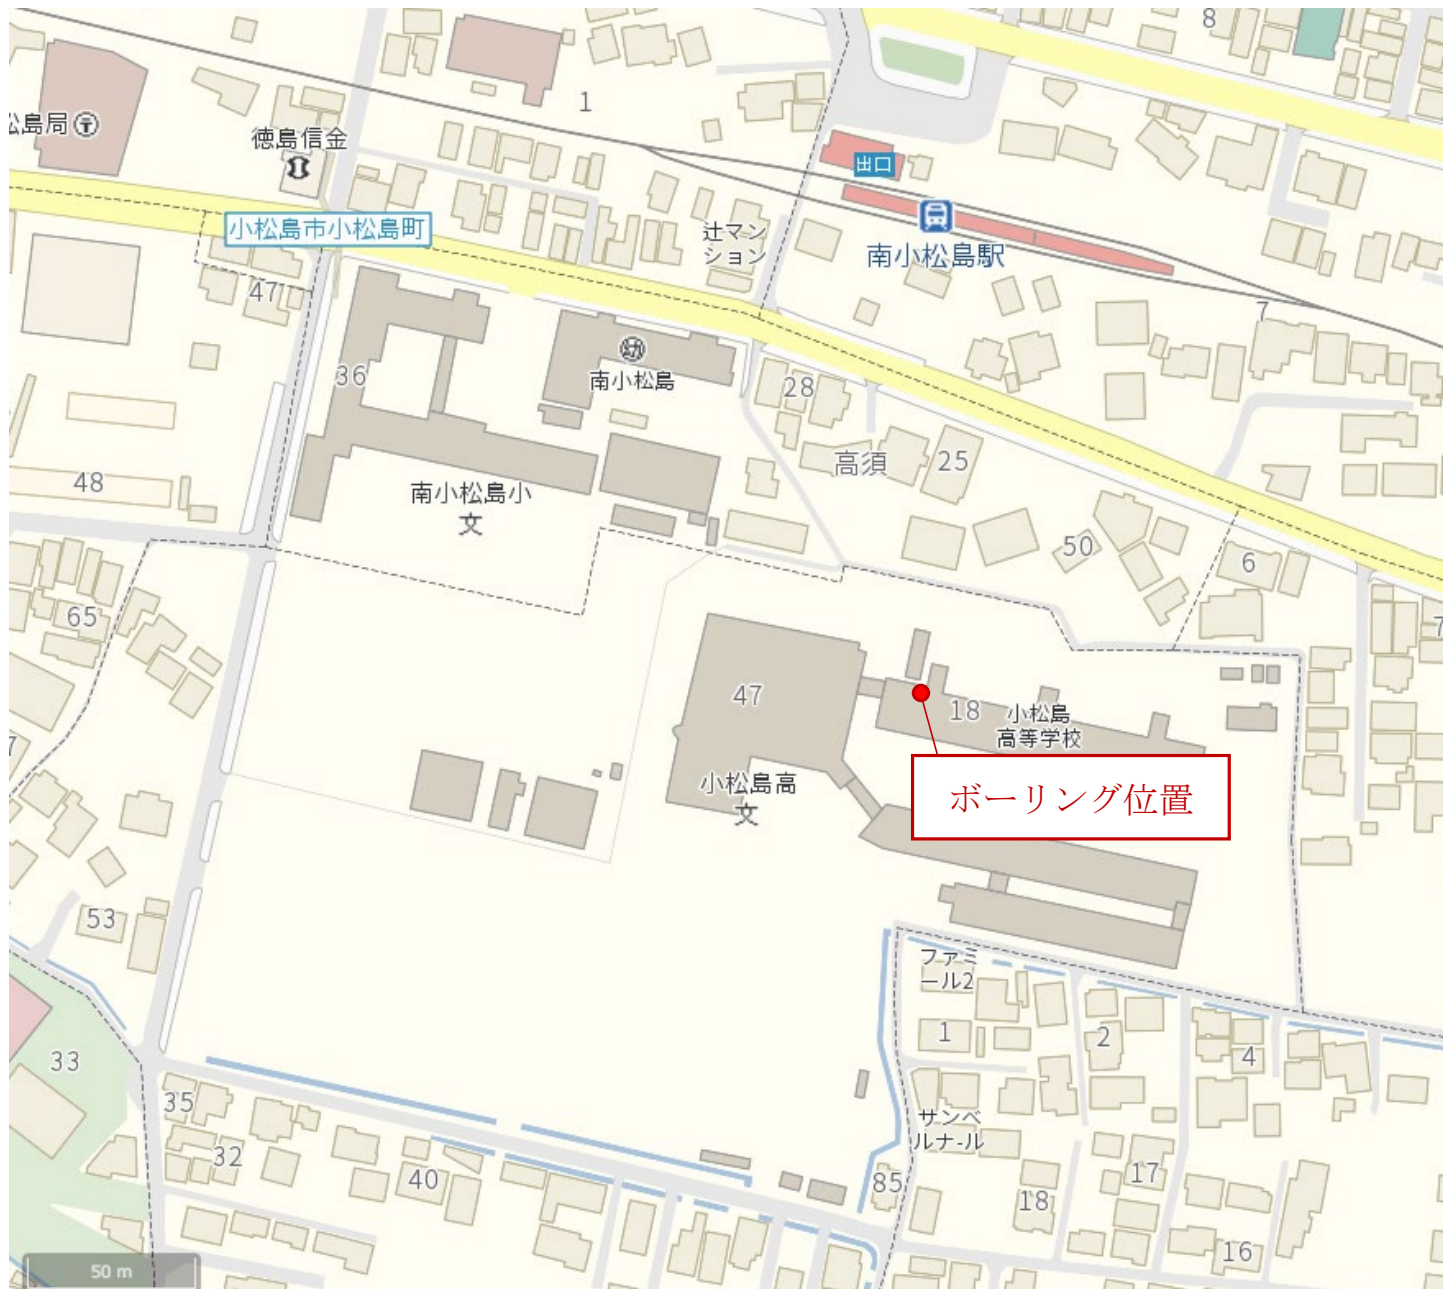 8
1
松島局
徳島信金
出口
小松島市小松島町
辻マン
ション
南小松島駅
47
7
36
南小松島
28
高須
25
48
南小松島小
文
50
6
65
7
47
18
小松島
高等学校
7
小松島高
文
ボーリング位置
53
ファミ
ール2
1
2
4
33
35
サンベ
ルナール
32
40
85
17
18
16
50 m